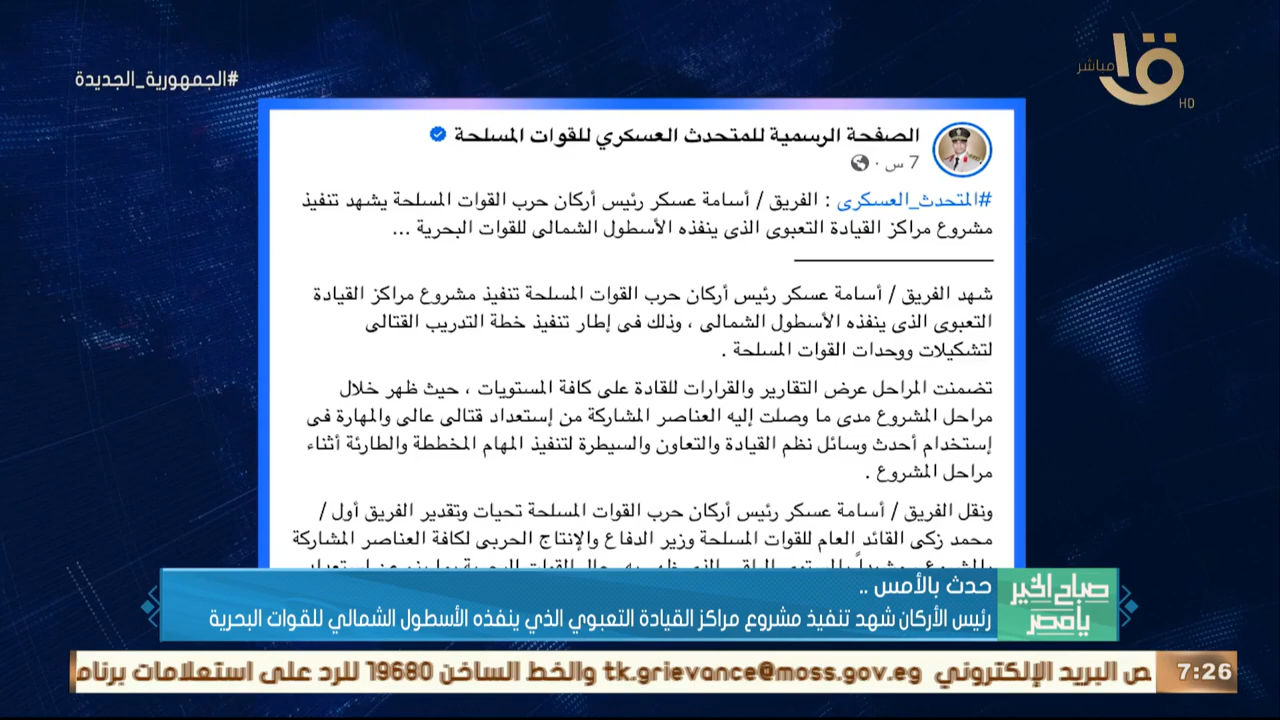 #الجمهورية_الجديدة
مباشر
HD
الصفحة الرسمية للمتحدث العسكري للقوات المسلحة
7 س ·
#المتحدث_العسكرى : الفريق / أسامة عسكر رئيس أركان حرب القوات المسلحة يشهد تنفيذ
مشروع مراكز القيادة التعبوى الذى ينفذه الأسطول الشمالى للقوات البحرية ...
شهد الفريق / أسامة عسكر رئيس أركان حرب القوات المسلحة تنفيذ مشروع مراكز القيادة
التعبوى الذى ينفذه الأسطول الشمالى ، وذلك فى إطار تنفيذ خطة التدريب القتالى
لتشكيلات ووحدات القوات المسلحة .
تضمنت المراحل عرض التقارير والقرارات للقادة على كافة المستويات ، حيث ظهر خلال
مراحل المشروع مدى ما وصلت إليه العناصر المشاركة من إستعداد قتالى عالى والمهارة فى
إستخدام أحدث وسائل نظم القيادة والتعاون والسيطرة لتنفيذ المهام المخططة والطارئة أثناء
مراحل المشروع .
ونقل الفريق / أسامة عسكر رئيس أركان حرب القوات المسلحة تحيات وتقدير الفريق أول /
محمد زكى القائد العام للقوات المسلحة وزير الدفاع والإنتاج الحربى لكافة العناصر المشاركة
حدث بالأمس ..
رئيس الأركان شهد تنفيذ مشروع مراكز القيادة التعبوي الذي ينفذه الأسطول الشمالي للقوات البحرية
صباح الخير
يا مصر
البريد الإلكتروني tk.grievance@moss.gov.eg والخط الساخن 19680 للرد على استعلامات
7:26